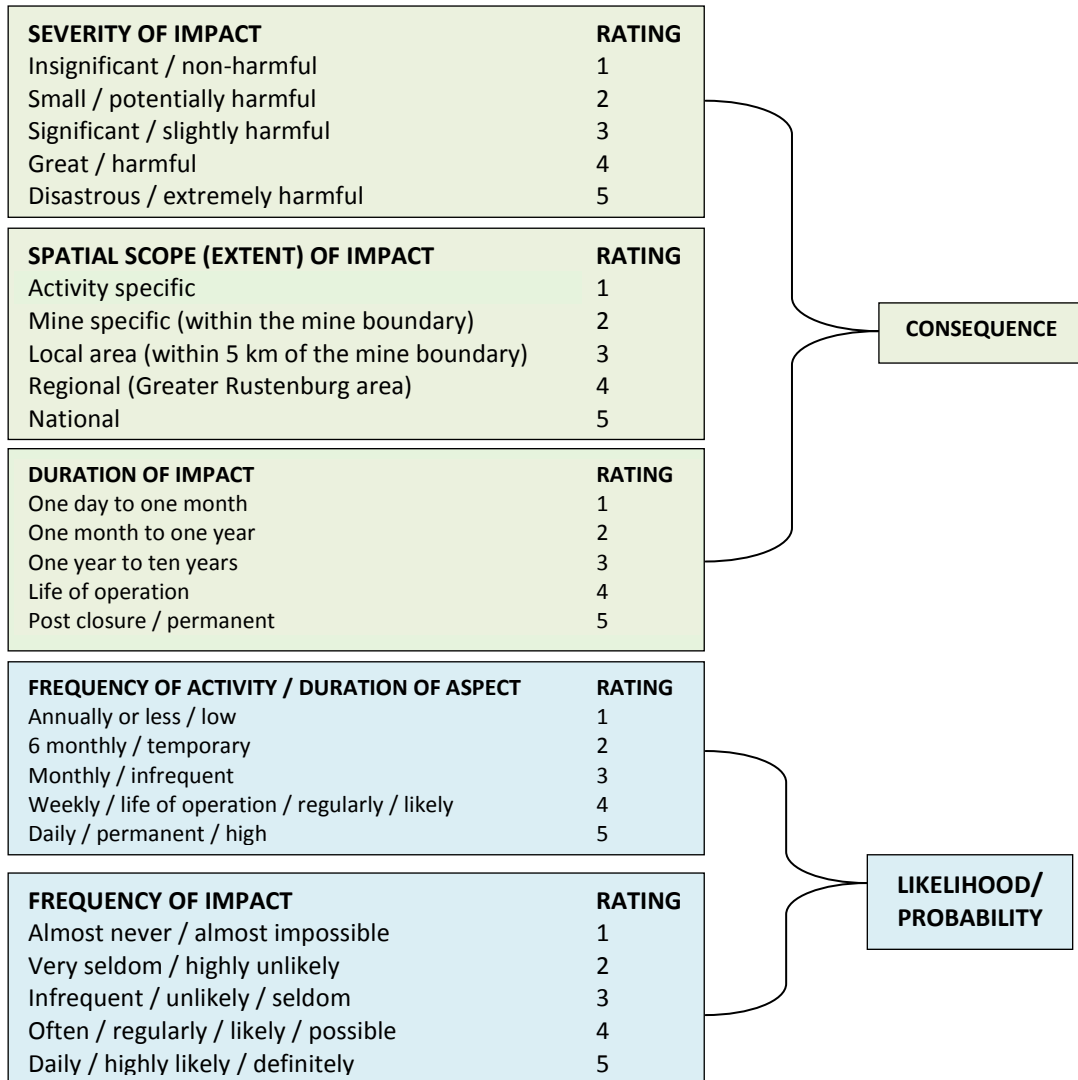 SEVERITY OF IMPACT RATING
Insignificant / non-harmful 1
Small / potentially harmful 2
Significant / slightly harmful 3
Great / harmful 4
Disastrous / extremely harmful 5
SPATIAL SCOPE (EXTENT) OF IMPACT RATING
Activity specific 1
Mine specific (within the mine boundary) 2
Local area (within 5 km of the mine boundary) 3
Regional (Greater Rustenburg area) 4
National 5
CONSEQUENCE
DURATION OF IMPACT RATING
One day to one month 1
One month to one year 2
One year to ten years 3
Life of operation 4
Post closure / permanent 5
FREQUENCY OF ACTIVITY / DURATION OF ASPECT RATING
Annually or less / low 1
6 monthly / temporary 2
Monthly / infrequent 3
Weekly / life of operation / regularly / likely 4
Daily / permanent / high 5
FREQUENCY OF IMPACT RATING
Almost never / almost impossible 1
Very seldom / highly unlikely 2
Infrequent / unlikely / seldom 3
Often / regularly / likely / possible 4
Daily / highly likely / definitely 5
LIKELIHOOD/
PROBABILITY